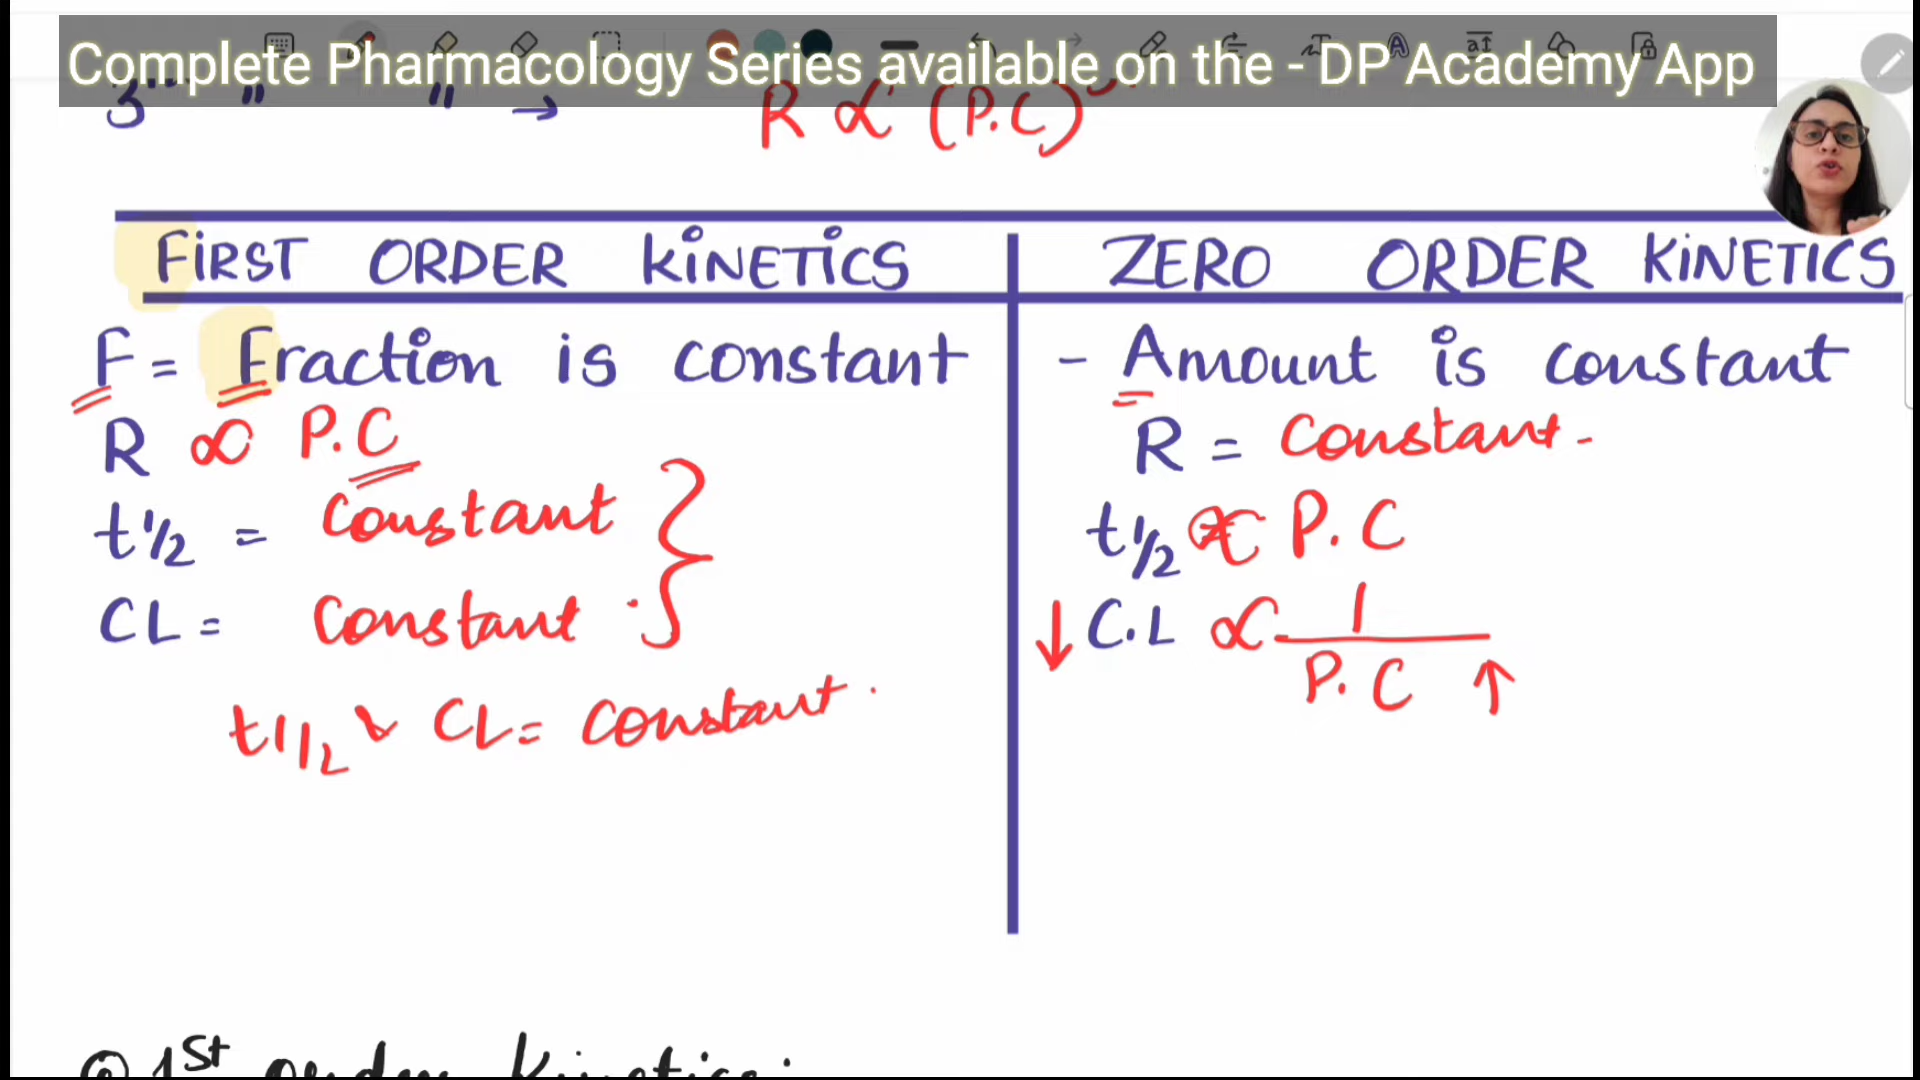 Complete Pharmacology Series available on the - DP Academy App
3 " " → R ∝ (P.C)
FiRST ORDER KiNETiCS
ZERO ORDER KiNETICS
F = Fraction is constant
- Amount is constant
R ∝ P.C
R = Constant -
t1/2 = Constant
t1/2 ∝ P.C
CL = Constant .
↓ C.L ∝ 1 / P.C ↑
t1/2 & CL = Constant .
1st order kinetics :